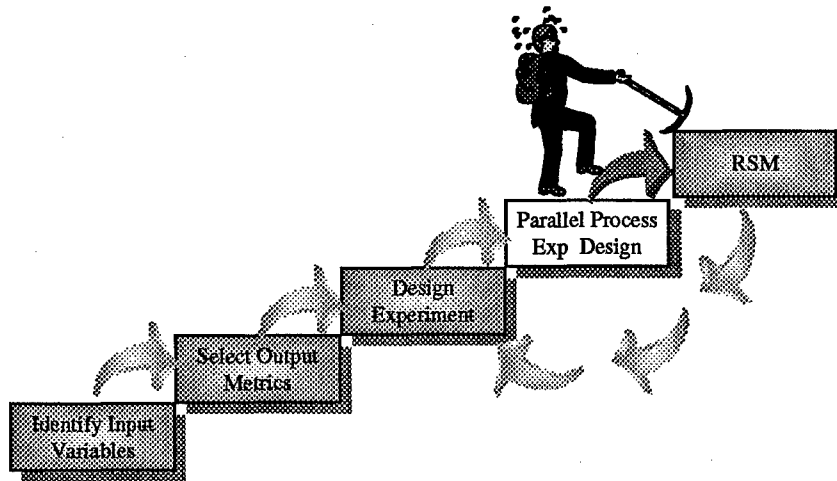 RSM
Parallel Process
Exp Design
Design
Experiment
Select Output
Metrics
Identify Input
Variables